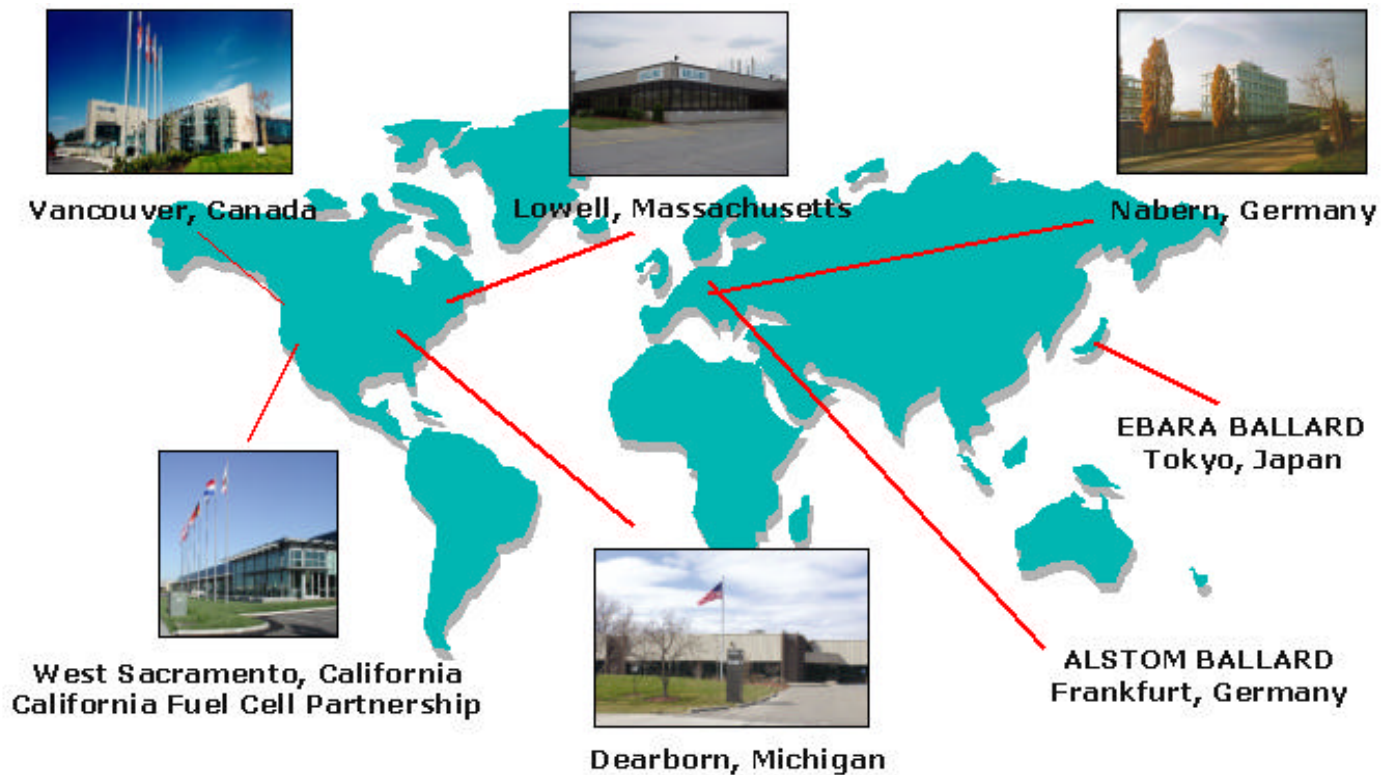 Vancouver, Canada
Lowell, Massachusetts
Nabern, Germany
EBARA BALLARD
Tokyo, Japan
West Sacramento, California
California Fuel Cell Partnership
ALSTOM BALLARD
Frankfurt, Germany
Dearborn, Michigan